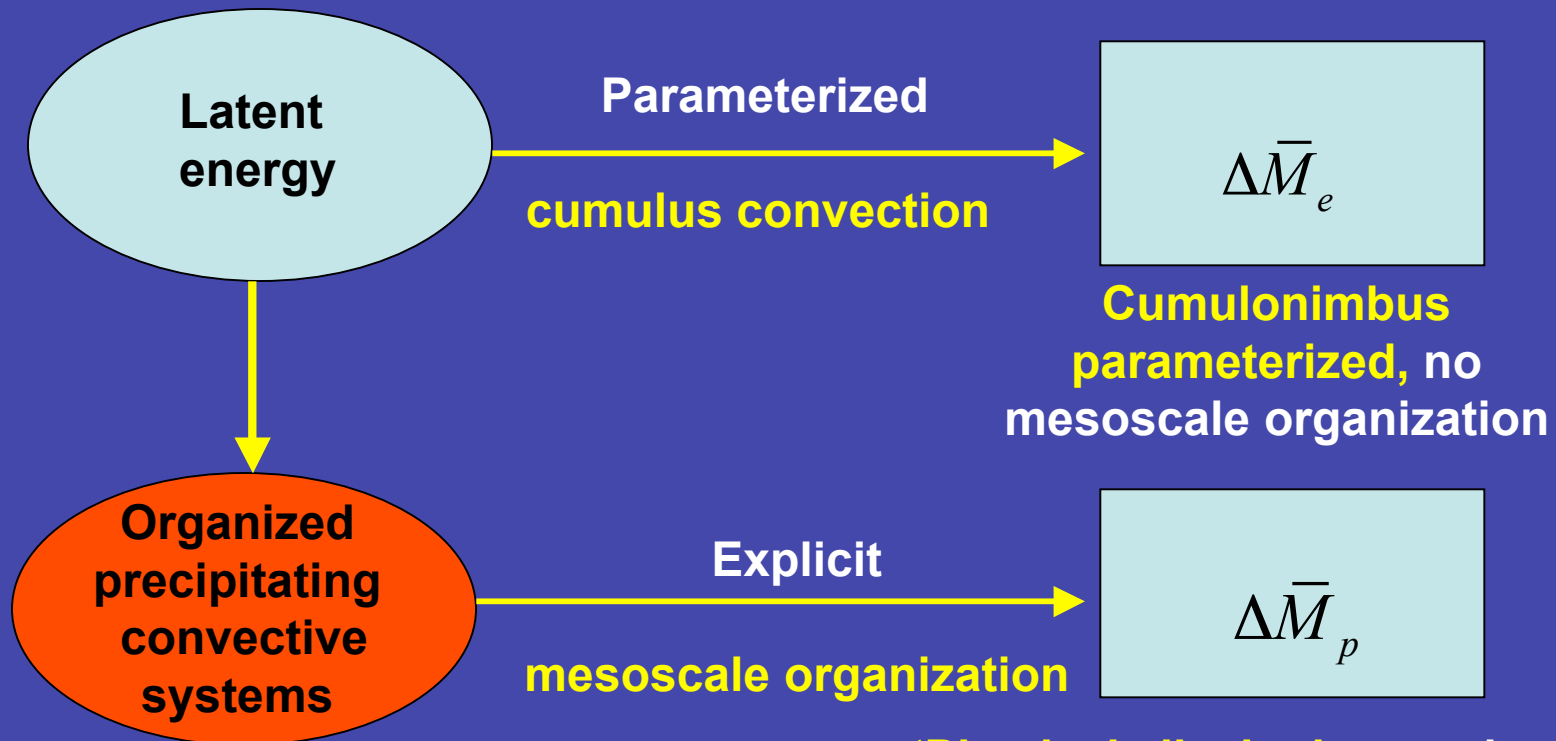 Latent
energy
Parameterized
cumulus convection
ΔM̅ₑ
Cumulonimbus
parameterized, no
mesoscale organization
Organized
precipitating
convective
systems
Explicit
mesoscale organization
ΔM̅ₚ